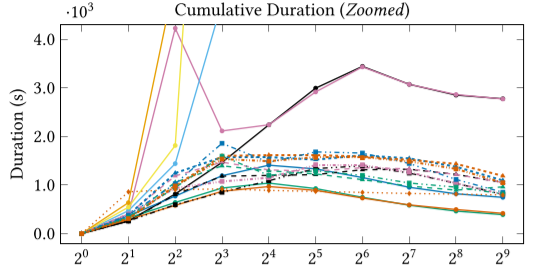 Cumulative Duration (Zoomed)
·10³
4.0
3.0
2.0
1.0
0.0
Duration (s)
2⁰ 2¹ 2² 2³ 2⁴ 2⁵ 2⁶ 2⁷ 2⁸ 2⁹